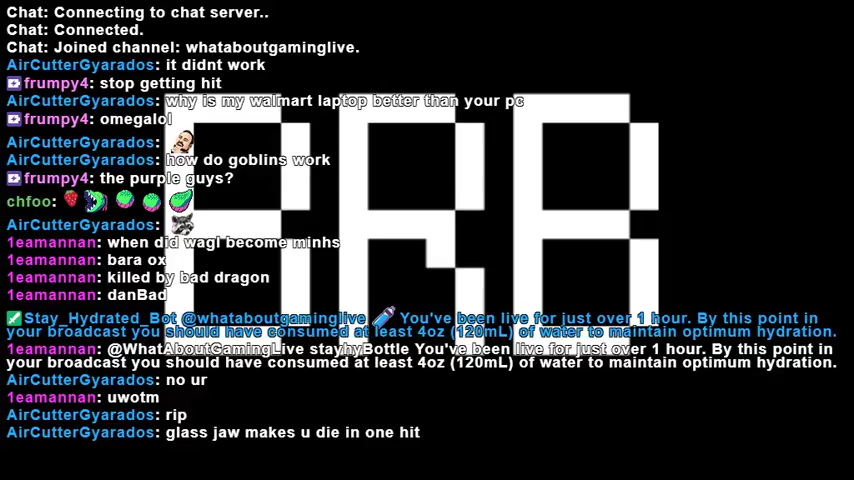 Chat: Connecting to chat server..
Chat: Connected.
Chat: Joined channel: whataboutgaminglive.
AirCutterGyarados: it didnt work
frumpy4: stop getting hit
AirCutterGyarados: why is my walmart laptop better than your pc
frumpy4: omegalol
AirCutterGyarados:
AirCutterGyarados: how do goblins work
frumpy4: the purple guys?
chfoo:
AirCutterGyarados:
1eamannan: when did wagl become minhs
1eamannan: bara ox
1eamannan: killed by bad dragon
1eamannan: danBad
Stay_Hydrated_Bot @whataboutgaminglive You've been live for just over 1 hour. By this point in
your broadcast you should have consumed at least 4oz (120mL) of water to maintain optimum hydration.
1eamannan: @WhatAboutGamingLive stayhyBottle You've been live for just over 1 hour. By this point in
your broadcast you should have consumed at least 4oz (120mL) of water to maintain optimum hydration.
AirCutterGyarados: no ur
1eamannan: uwotm
AirCutterGyarados: rip
AirCutterGyarados: glass jaw makes u die in one hit
BRB